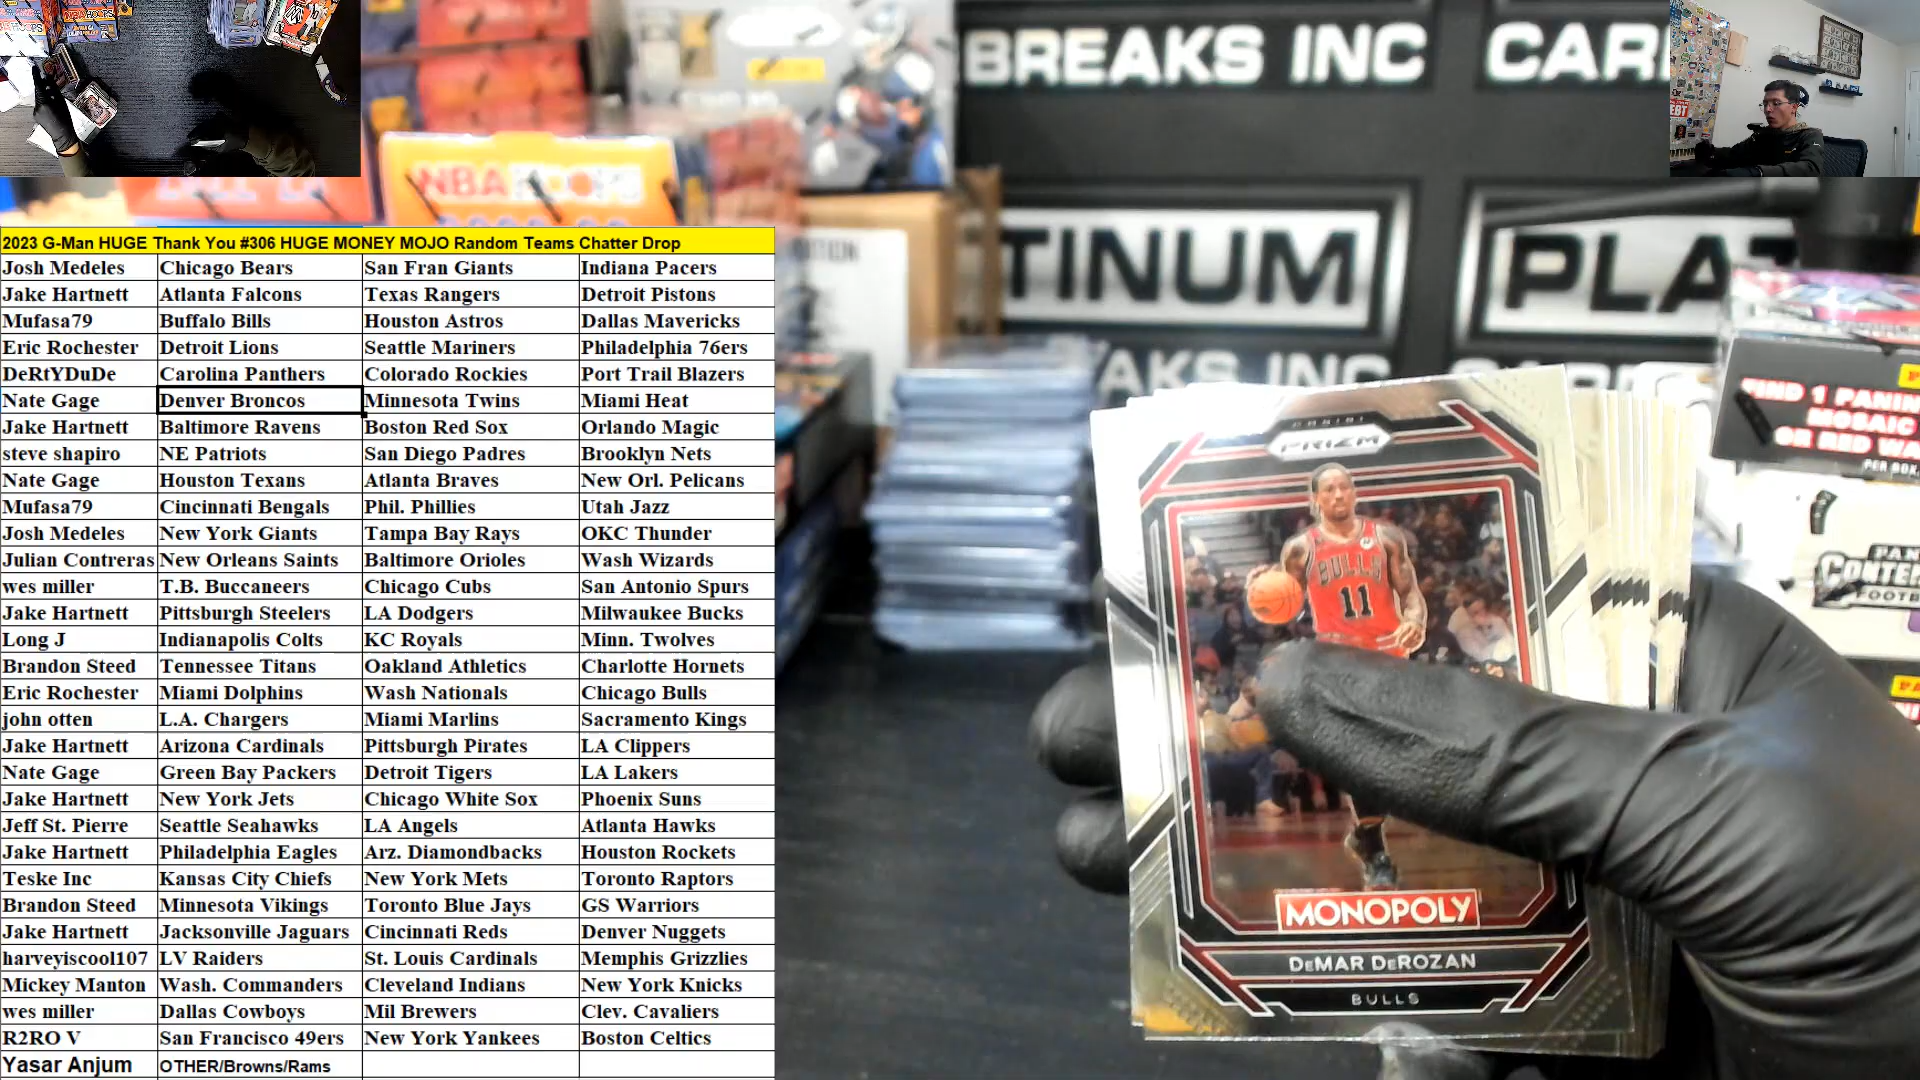 BREAKS INC
NBA HOOPS
TINUM
PLA
2023 G-Man HUGE Thank You #306 HUGE MONEY MOJO Random Teams Chatter Drop
Josh Medeles Chicago Bears San Fran Giants Indiana Pacers
Jake Hartnett Atlanta Falcons Texas Rangers Detroit Pistons
Mufasa79 Buffalo Bills Houston Astros Dallas Mavericks
Eric Rochester Detroit Lions Seattle Mariners Philadelphia 76ers
DeRtYDuDe Carolina Panthers Colorado Rockies Port Trail Blazers
Nate Gage Denver Broncos Minnesota Twins Miami Heat
Jake Hartnett Baltimore Ravens Boston Red Sox Orlando Magic
steve shapiro NE Patriots San Diego Padres Brooklyn Nets
Nate Gage Houston Texans Atlanta Braves New Orl. Pelicans
Mufasa79 Cincinnati Bengals Phil. Phillies Utah Jazz
Josh Medeles New York Giants Tampa Bay Rays OKC Thunder
Julian Contreras New Orleans Saints Baltimore Orioles Wash Wizards
wes miller T.B. Buccaneers Chicago Cubs San Antonio Spurs
Jake Hartnett Pittsburgh Steelers LA Dodgers Milwaukee Bucks
Long J Indianapolis Colts KC Royals Minn. Twolves
Brandon Steed Tennessee Titans Oakland Athletics Charlotte Hornets
Eric Rochester Miami Dolphins Wash Nationals Chicago Bulls
john otten L.A. Chargers Miami Marlins Sacramento Kings
Jake Hartnett Arizona Cardinals Pittsburgh Pirates LA Clippers
Nate Gage Green Bay Packers Detroit Tigers LA Lakers
Jake Hartnett New York Jets Chicago White Sox Phoenix Suns
Jeff St. Pierre Seattle Seahawks LA Angels Atlanta Hawks
Jake Hartnett Philadelphia Eagles Arz. Diamondbacks Houston Rockets
Teske Inc Kansas City Chiefs New York Mets Toronto Raptors
Brandon Steed Minnesota Vikings Toronto Blue Jays GS Warriors
Jake Hartnett Jacksonville Jaguars Cincinnati Reds Denver Nuggets
harveyiscool107 LV Raiders St. Louis Cardinals Memphis Grizzlies
Mickey Manton Wash. Commanders Cleveland Indians New York Knicks
wes miller Dallas Cowboys Mil Brewers Clev. Cavaliers
R2RO V San Francisco 49ers New York Yankees Boston Celtics
Yasar Anjum OTHER/Browns/Rams
PANINI
PRIZM
BULLS
11
MONOPOLY
DeMAR DeROZAN
BULLS
FIND 1 PANINI
MOSAIC
OR RED WA
PER BOX